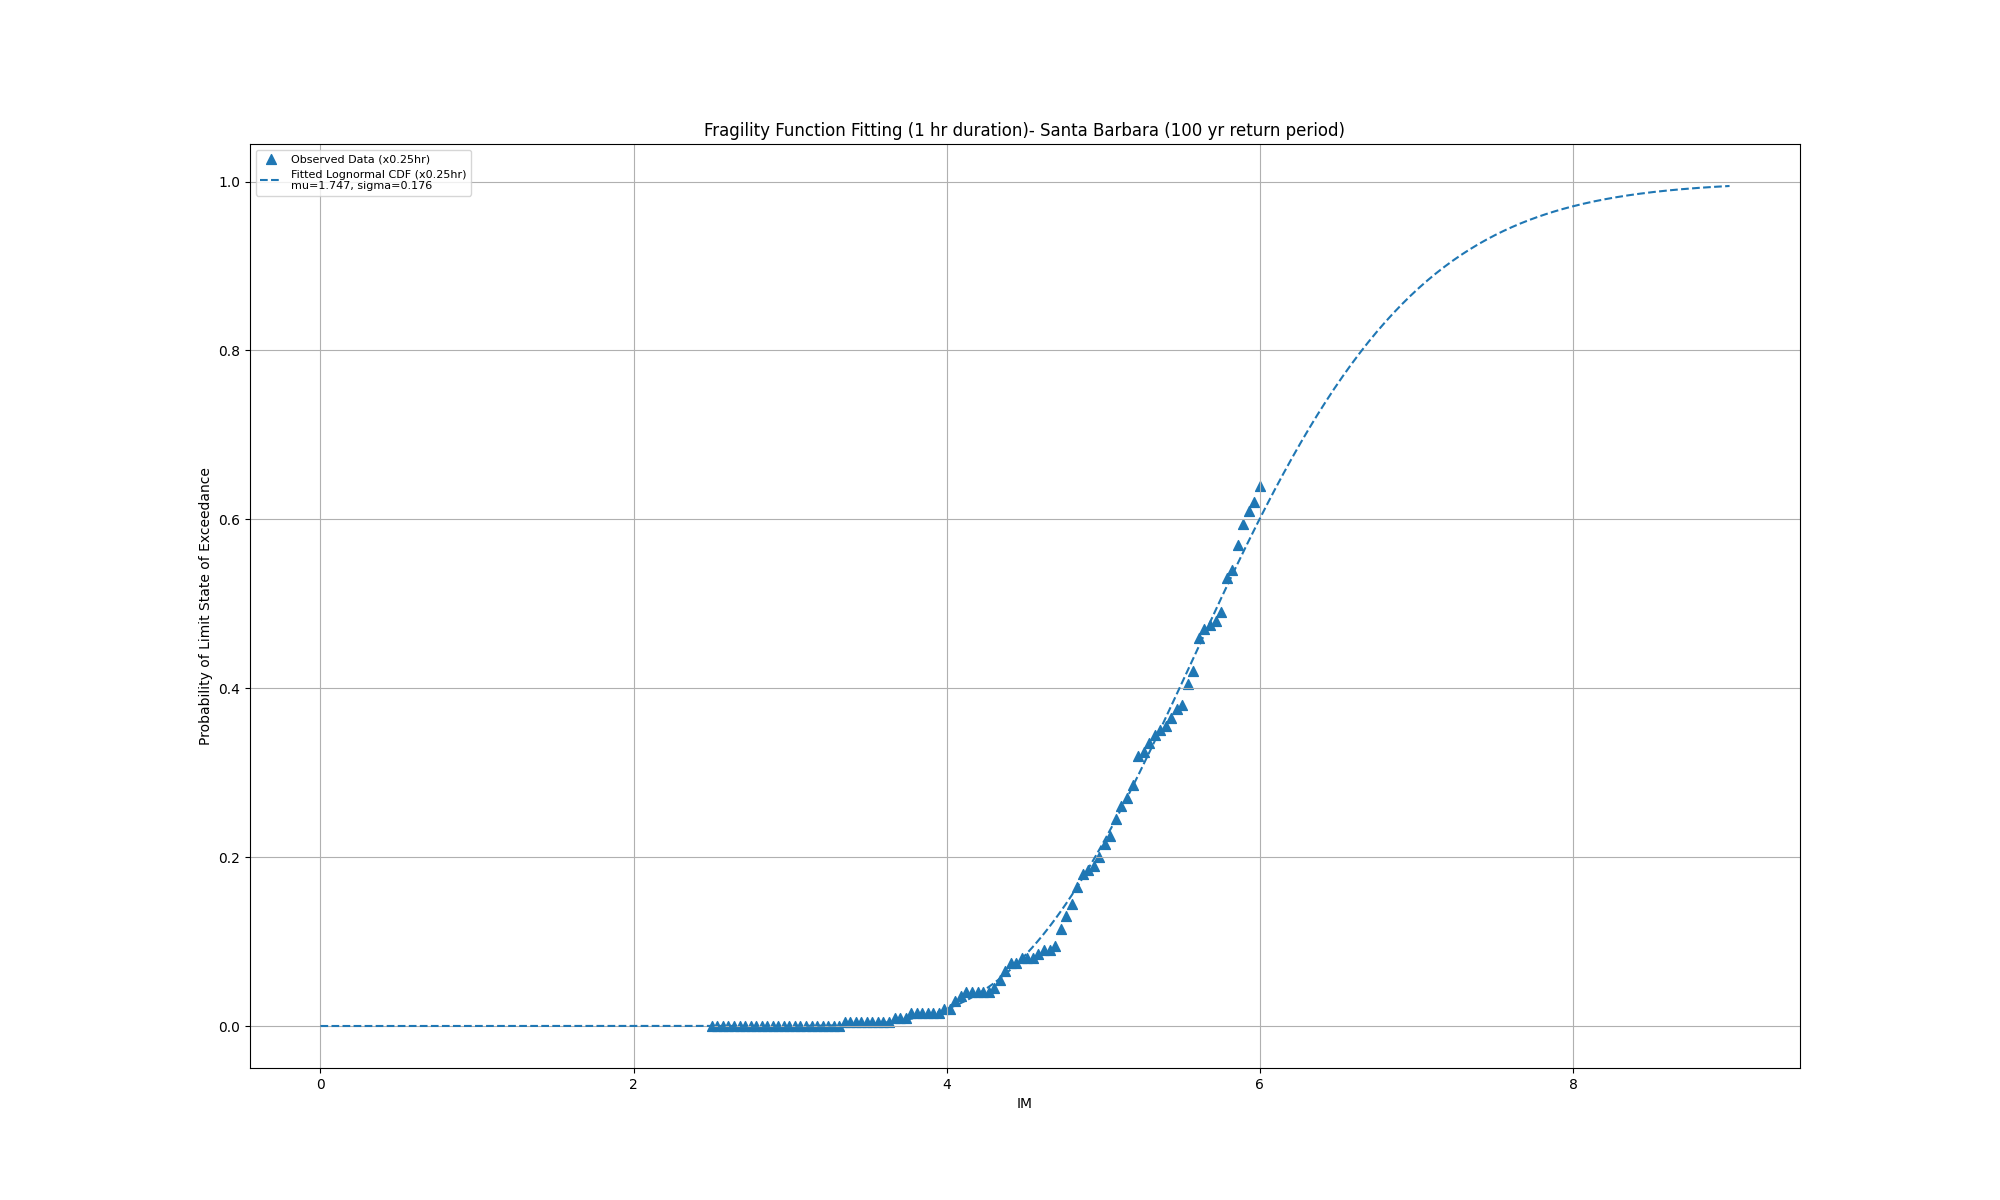 Fragility Function Fitting (1 hr duration)- Santa Barbara (100 yr return period)
Observed Data (x0.25hr)
Fitted Lognormal CDF (x0.25hr)
mu=1.747, sigma=0.176
Probability of Limit State of Exceedance
1.0
0.8
0.6
0.4
0.2
0.0
0 2 4 6 8
IM